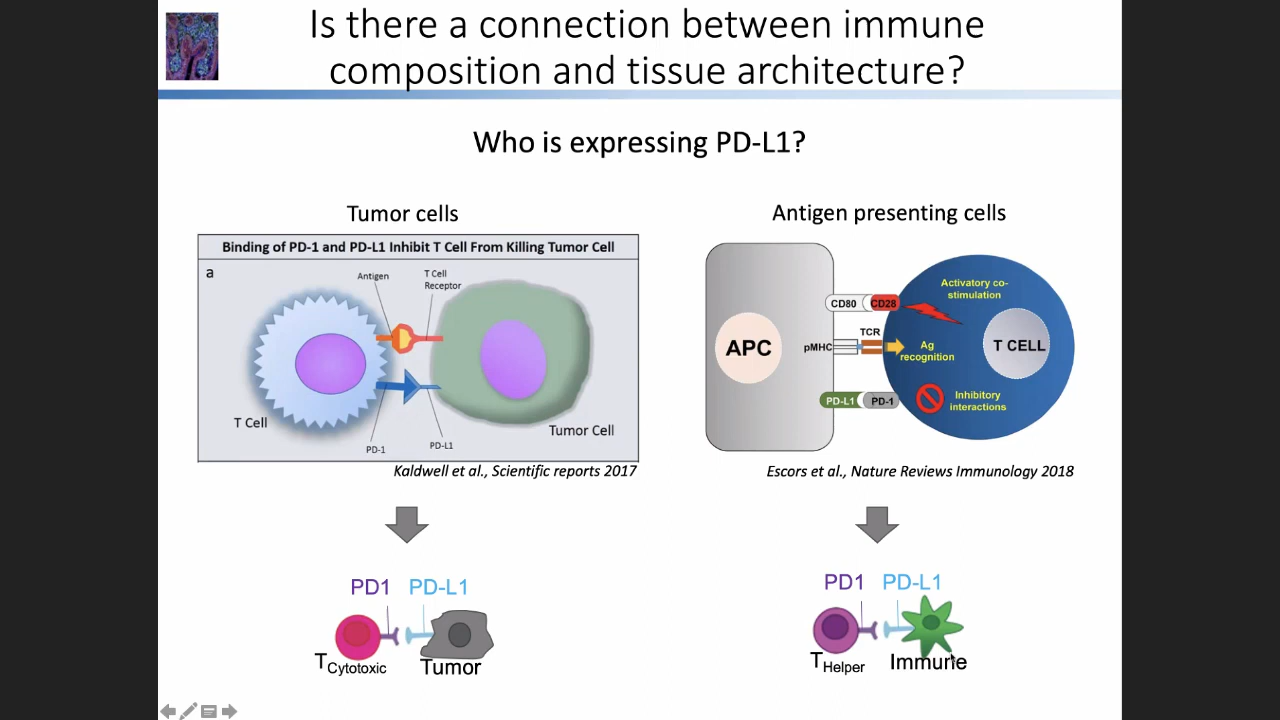 Is there a connection between immune
composition and tissue architecture?
Who is expressing PD-L1?
Tumor cells
Binding of PD-1 and PD-L1 Inhibit T Cell From Killing Tumor Cell
a
Antigen
T Cell
Receptor
T Cell
PD-1
PD-L1
Tumor Cell
Kaldwell et al., Scientific reports 2017
PD1 PD-L1
TCytotoxic Tumor
Antigen presenting cells
APC
CD80 CD28
Activatory co-
stimulation
TCR
pMHC
Ag
recognition
T CELL
PD-L1 PD-1
Inhibitory
interactions
Escors et al., Nature Reviews Immunology 2018
PD1 PD-L1
THelper Immune